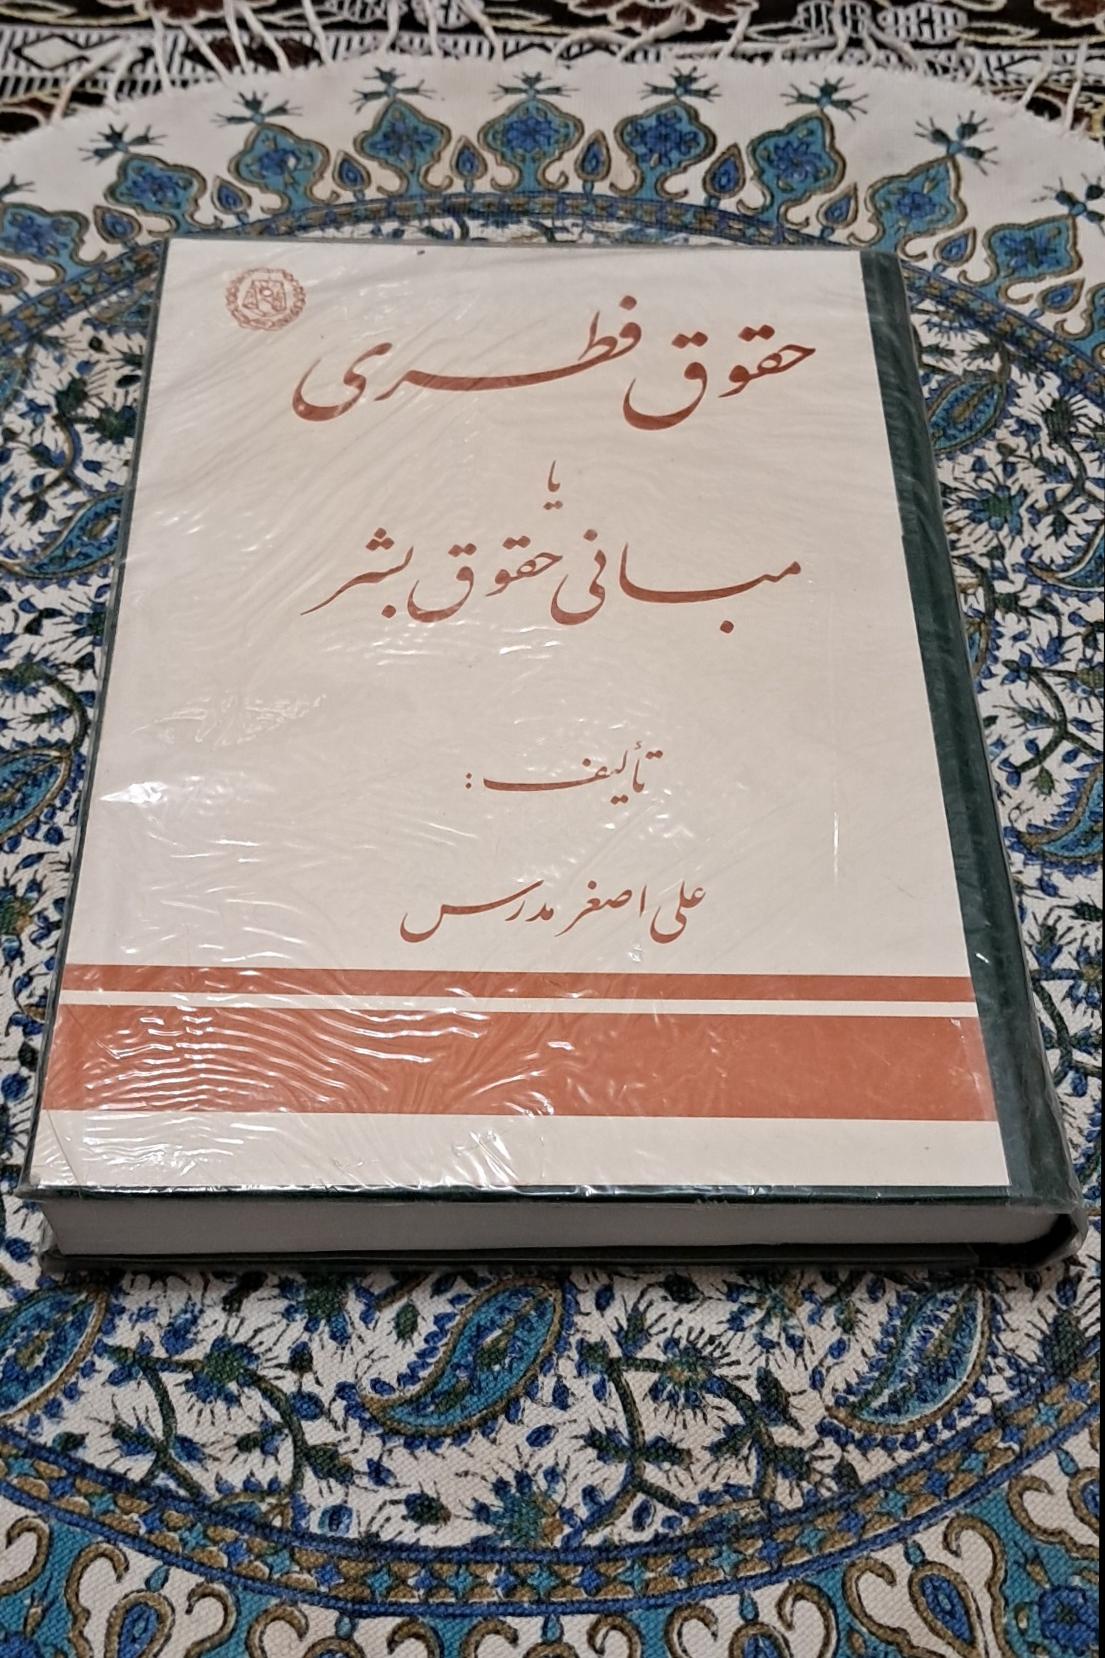 حقوق فطری
یا
مبانی حقوق بشر
تألیف :
علی اصغر مدرس